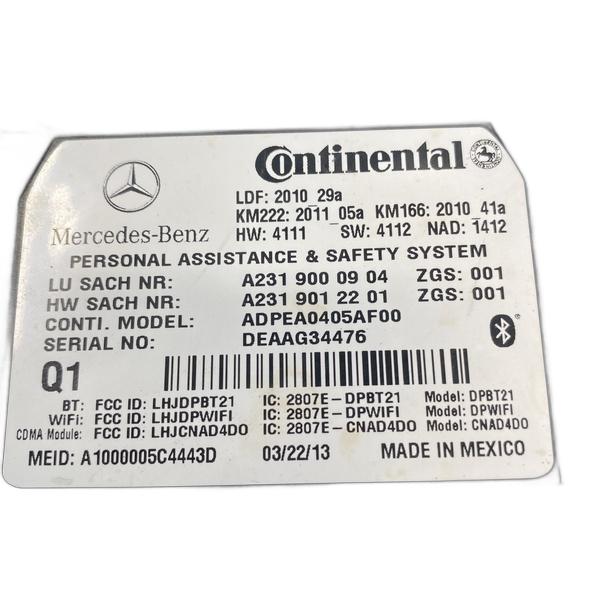 Continental
LDF: 2010_29a
KM222: 2011_05a KM166: 2010_41a
Mercedes-Benz
HW: 4111 SW: 4112 NAD: 1412
PERSONAL ASSISTANCE & SAFETY SYSTEM
LU SACH NR: A231 900 09 04 ZGS: 001
HW SACH NR: A231 901 22 01 ZGS: 001
CONTI. MODEL: ADPEA0405AF00
SERIAL NO: DEAAG34476
Q1
BT: FCC ID: LHJDPBT21 IC: 2807E-DPBT21 Model: DPBT21
WiFi: FCC ID: LHJDPWIFI IC: 2807E-DPWIFI Model: DPWIFI
CDMA Module: FCC ID: LHJCNAD4DO IC: 2807E-CNAD4DO Model: CNAD4DO
MEID: A1000005C4443D 03/22/13 MADE IN MEXICO